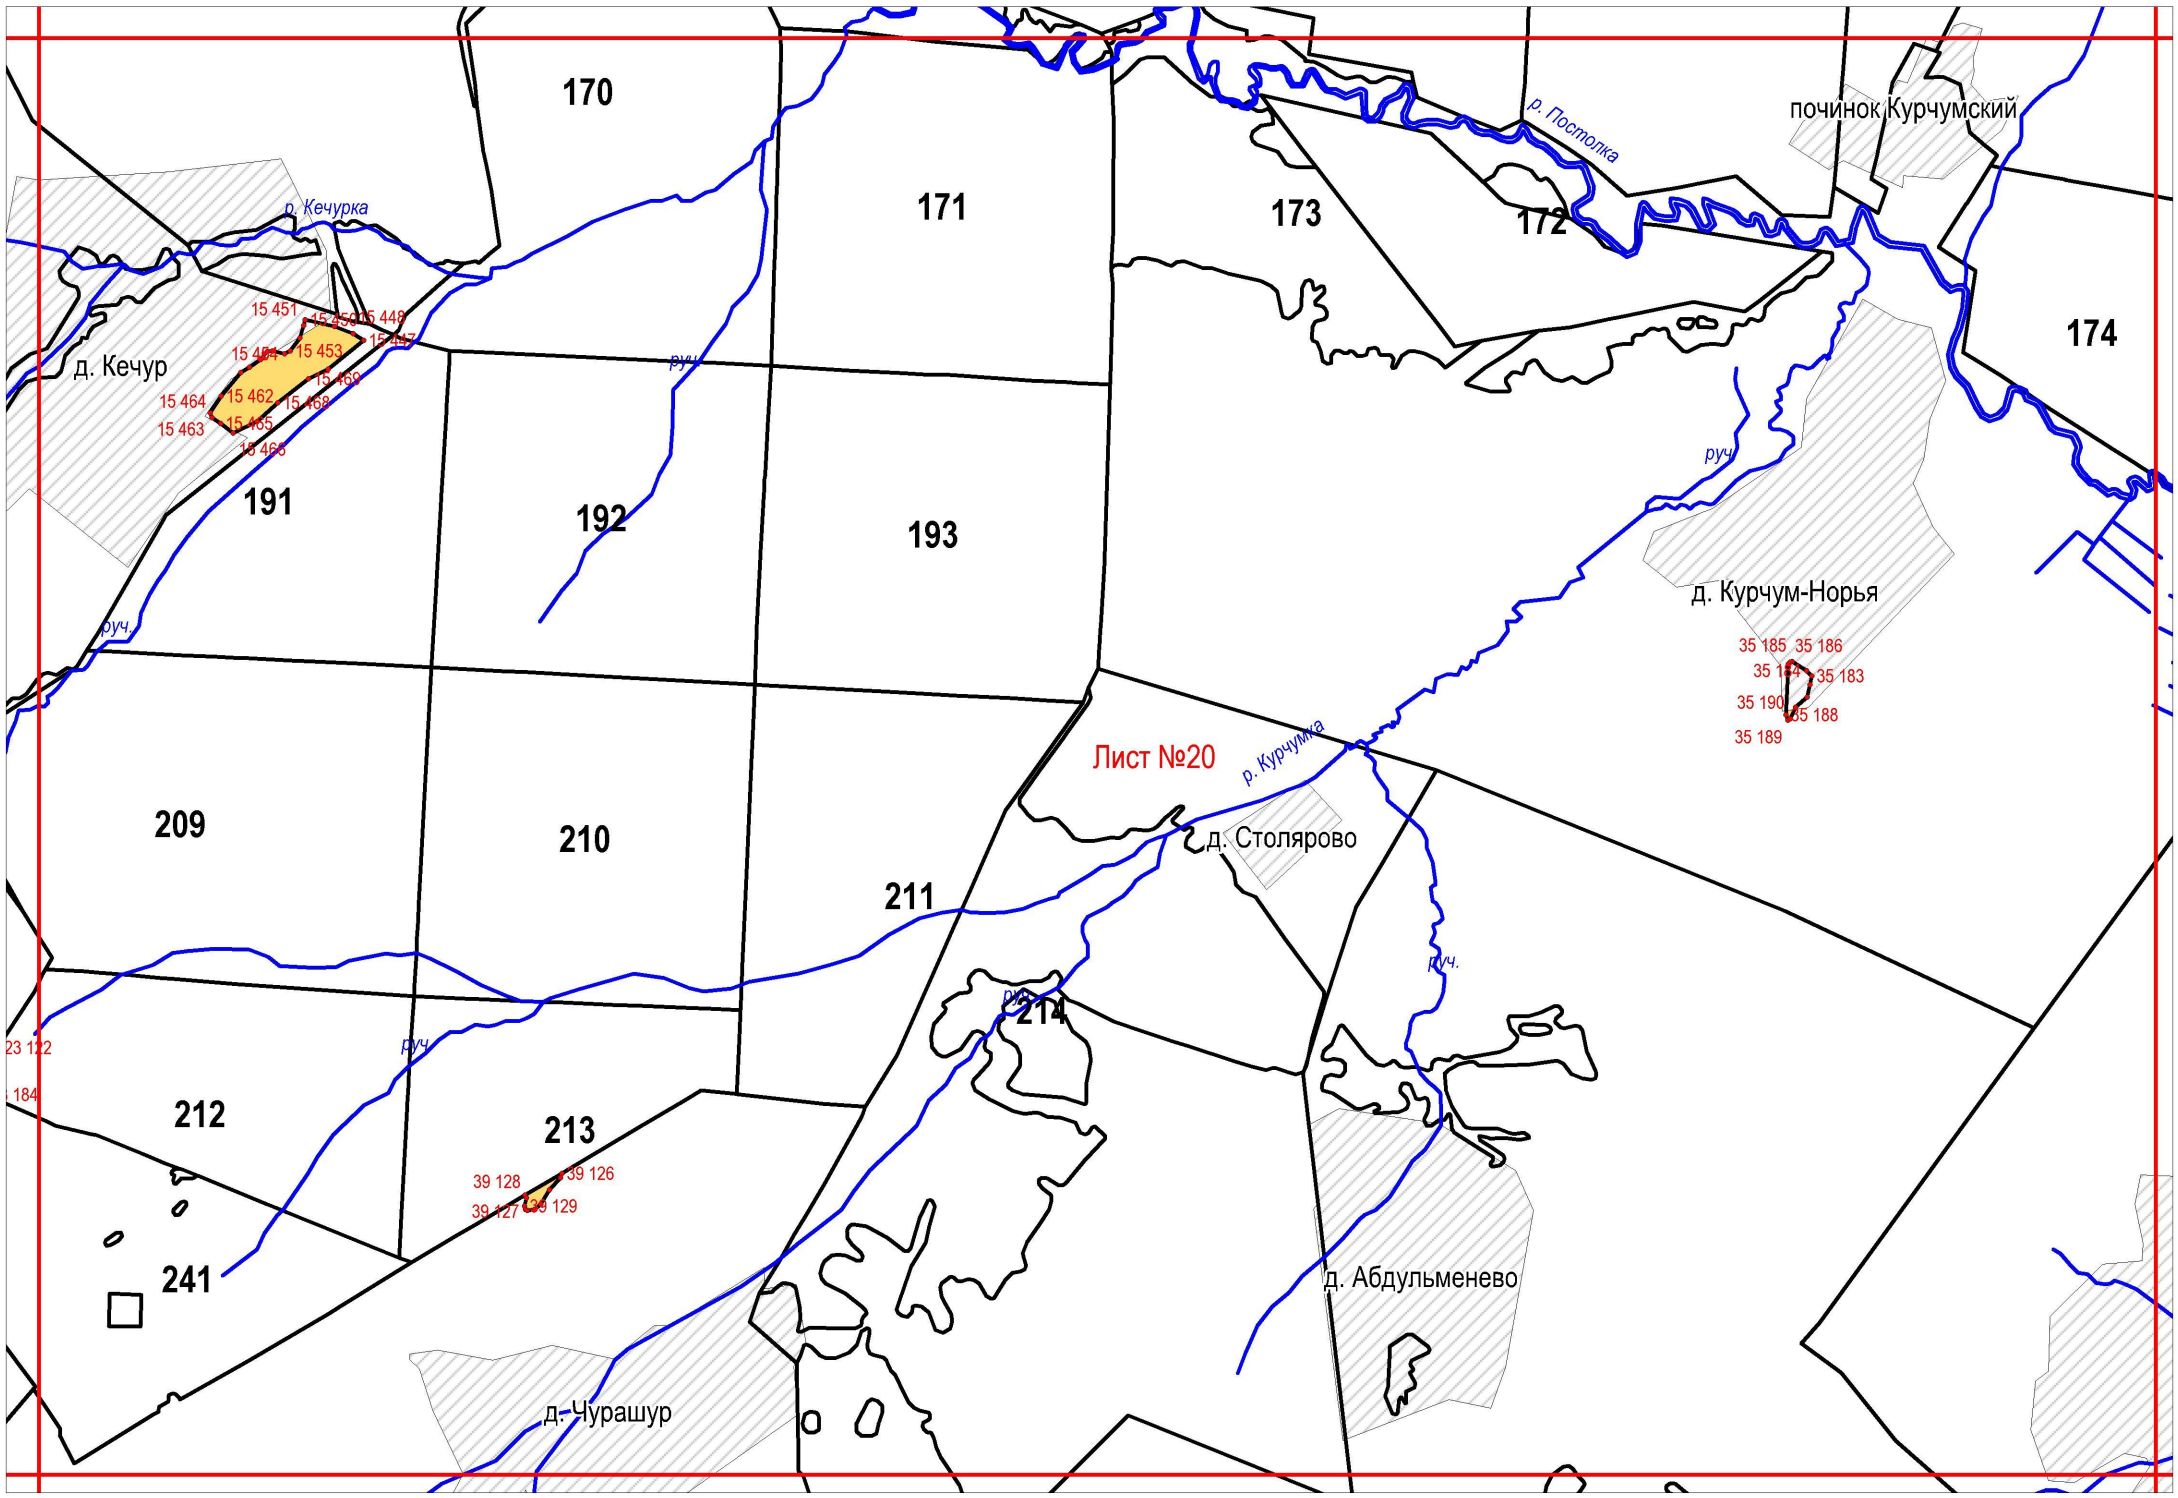 170
р. Постолка
починок Курчумский
171
173
172
р. Кечурка
174
15 451
15 450
15 448
15 447
15 454
15 453
руч.
д. Кечур
15 469
15 464
15 462
15 468
15 463
15 465
15 466
руч.
191
192
193
д. Курчум-Норья
руч.
35 185
35 186
35 184
35 183
35 190
35 188
35 189
Лист №20
р. Курчумка
209
210
д. Столярово
211
руч.
руч.
214
23 122
руч.
184
212
213
39 128
39 126
39 127
39 129
241
д. Абдульменево
д. Чурашур